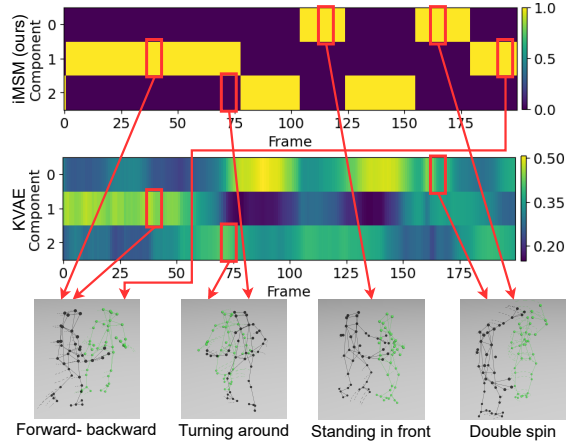 iMSM (ours)
Component
0
1
2
0 25 50 75 100 125 150 175
Frame
1.0
0.5
0.0
KVAE
Component
0
1
2
0 25 50 75 100 125 150 175
Frame
0.50
0.35
0.20
Forward- backward
Turning around
Standing in front
Double spin